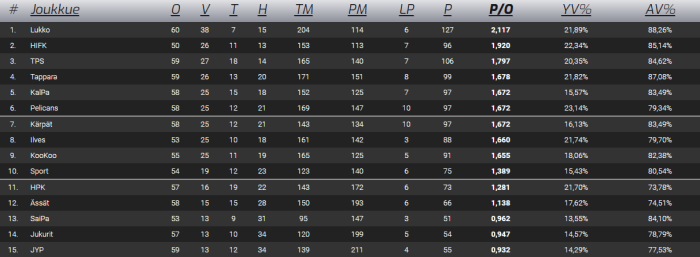 # Joukkue O V T H TM PM LP P P/O YV% AV%
1. Lukko 60 38 7 15 204 114 6 127 2,117 21,89% 88,26%
2. HIFK 50 26 11 13 153 113 7 96 1,920 22,34% 85,14%
3. TPS 59 27 18 14 165 140 7 106 1,797 20,35% 84,62%
4. Tappara 59 26 13 20 171 151 8 99 1,678 21,82% 87,08%
5. KalPa 58 25 15 18 152 125 7 97 1,672 15,57% 83,49%
6. Pelicans 58 25 12 21 169 147 10 97 1,672 23,14% 79,34%
7. Kärpät 58 25 12 21 143 134 10 97 1,672 16,13% 83,49%
8. Ilves 53 25 10 18 161 142 3 88 1,660 21,74% 79,70%
9. KooKoo 55 25 11 19 165 125 5 91 1,655 18,06% 82,38%
10. Sport 54 19 12 23 123 140 6 75 1,389 15,43% 80,54%
11. HPK 57 16 19 22 143 172 6 73 1,281 21,70% 73,78%
12. Ässät 58 15 15 28 150 193 6 66 1,138 17,62% 74,51%
13. SaiPa 53 13 9 31 95 147 3 51 0,962 13,55% 84,10%
14. Jukurit 57 13 10 34 120 199 5 54 0,947 14,57% 78,79%
15. JYP 59 13 12 34 139 211 4 55 0,932 14,29% 77,53%